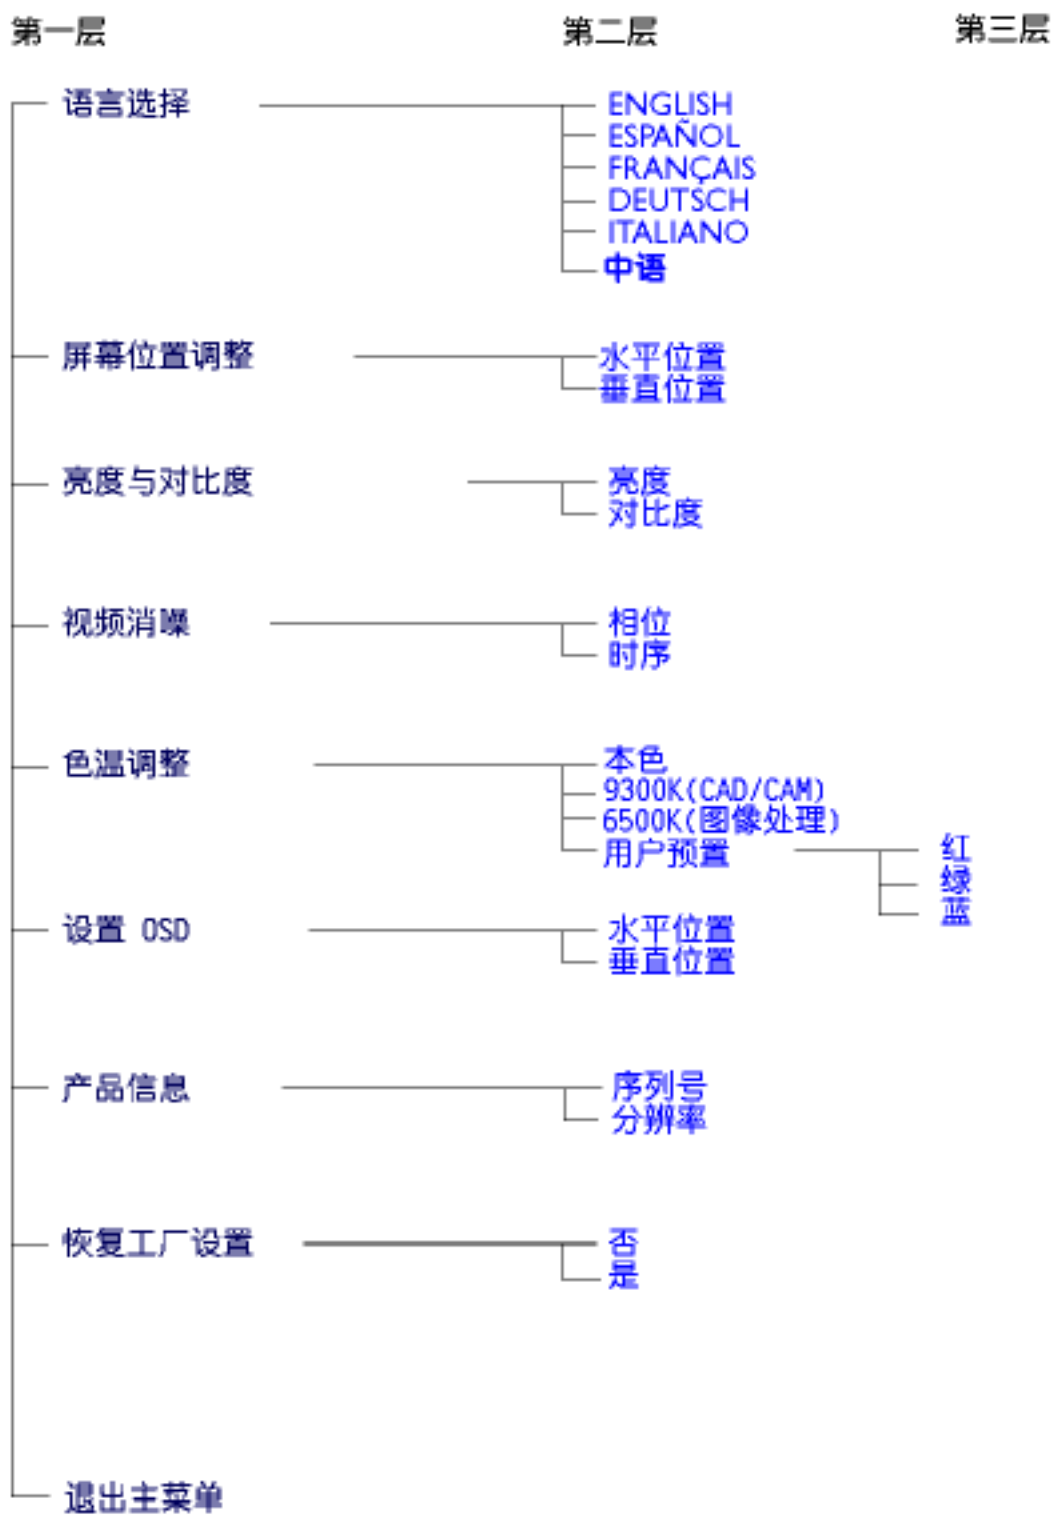 第一层 第二层 第三层
语言选择 ENGLISH
ESPAÑOL
FRANÇAIS
DEUTSCH
ITALIANO
中语
屏幕位置调整 水平位置
垂直位置
亮度与对比度 亮度
对比度
视频消噪 相位
时序
色温调整 本色
9300K(CAD/CAM)
6500K(图像处理)
用户预置 红
绿
蓝
设置 OSD 水平位置
垂直位置
产品信息 序列号
分辨率
恢复工厂设置 否
是
退出主菜单